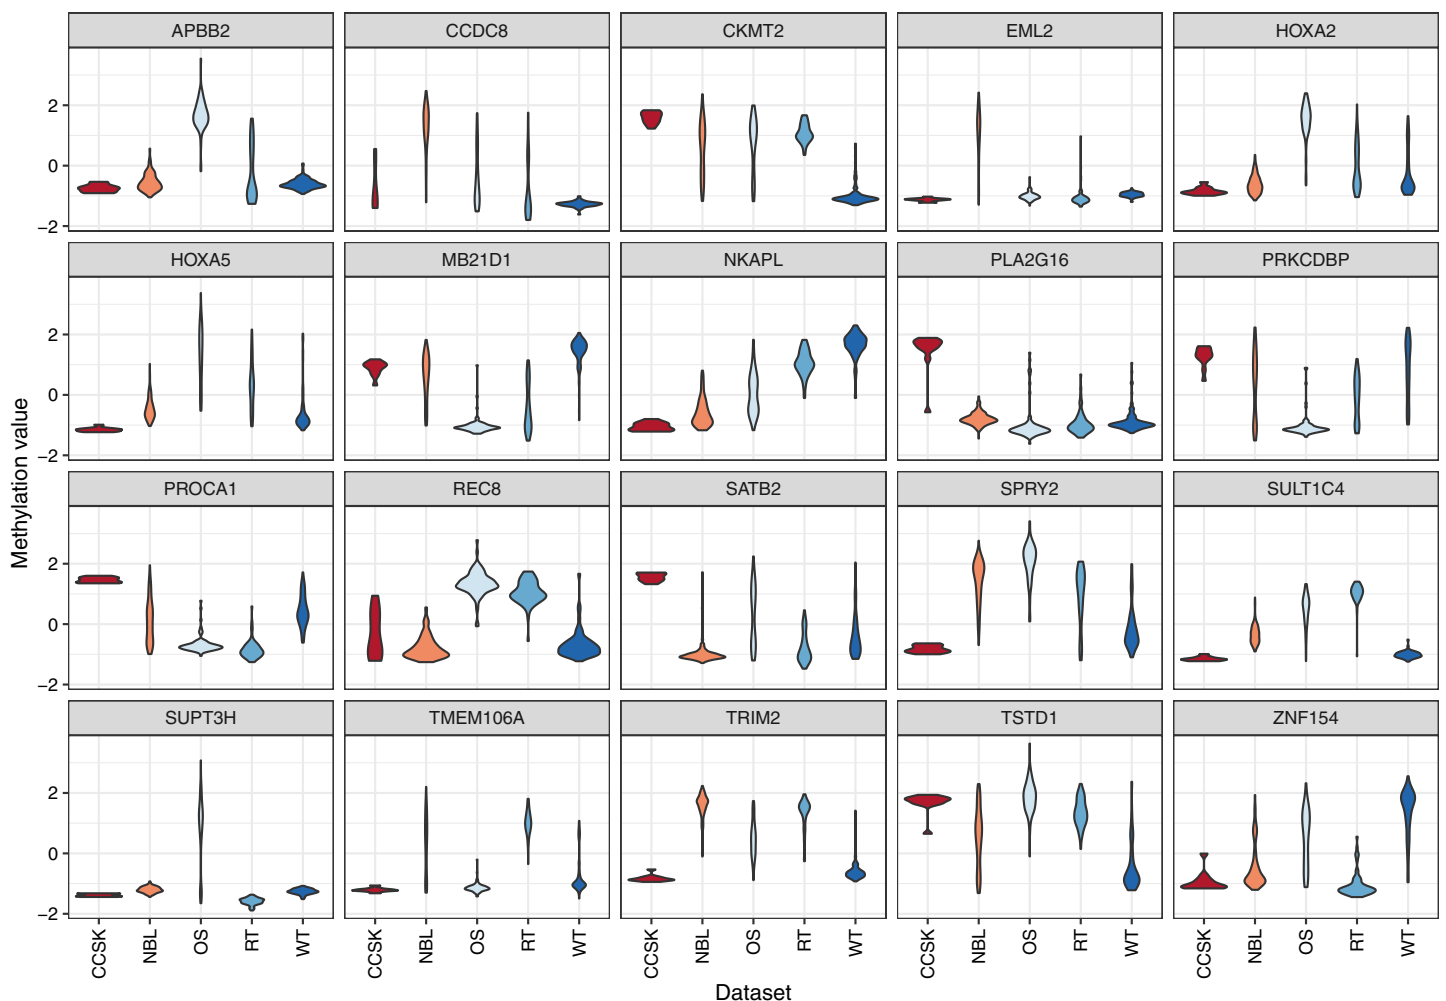 APBB2 CCDC8 CKMT2 EML2 HOXA2
2
0
−2
HOXA5 MB21D1 NKAPL PLA2G16 PRKCDBP
2
0
−2
PROCA1 REC8 SATB2 SPRY2 SULT1C4
2
0
−2
SUPT3H TMEM106A TRIM2 TSTD1 ZNF154
2
0
−2
Methylation value
CCSK NBL OS RT WT CCSK NBL OS RT WT CCSK NBL OS RT WT CCSK NBL OS RT WT CCSK NBL OS RT WT
Dataset